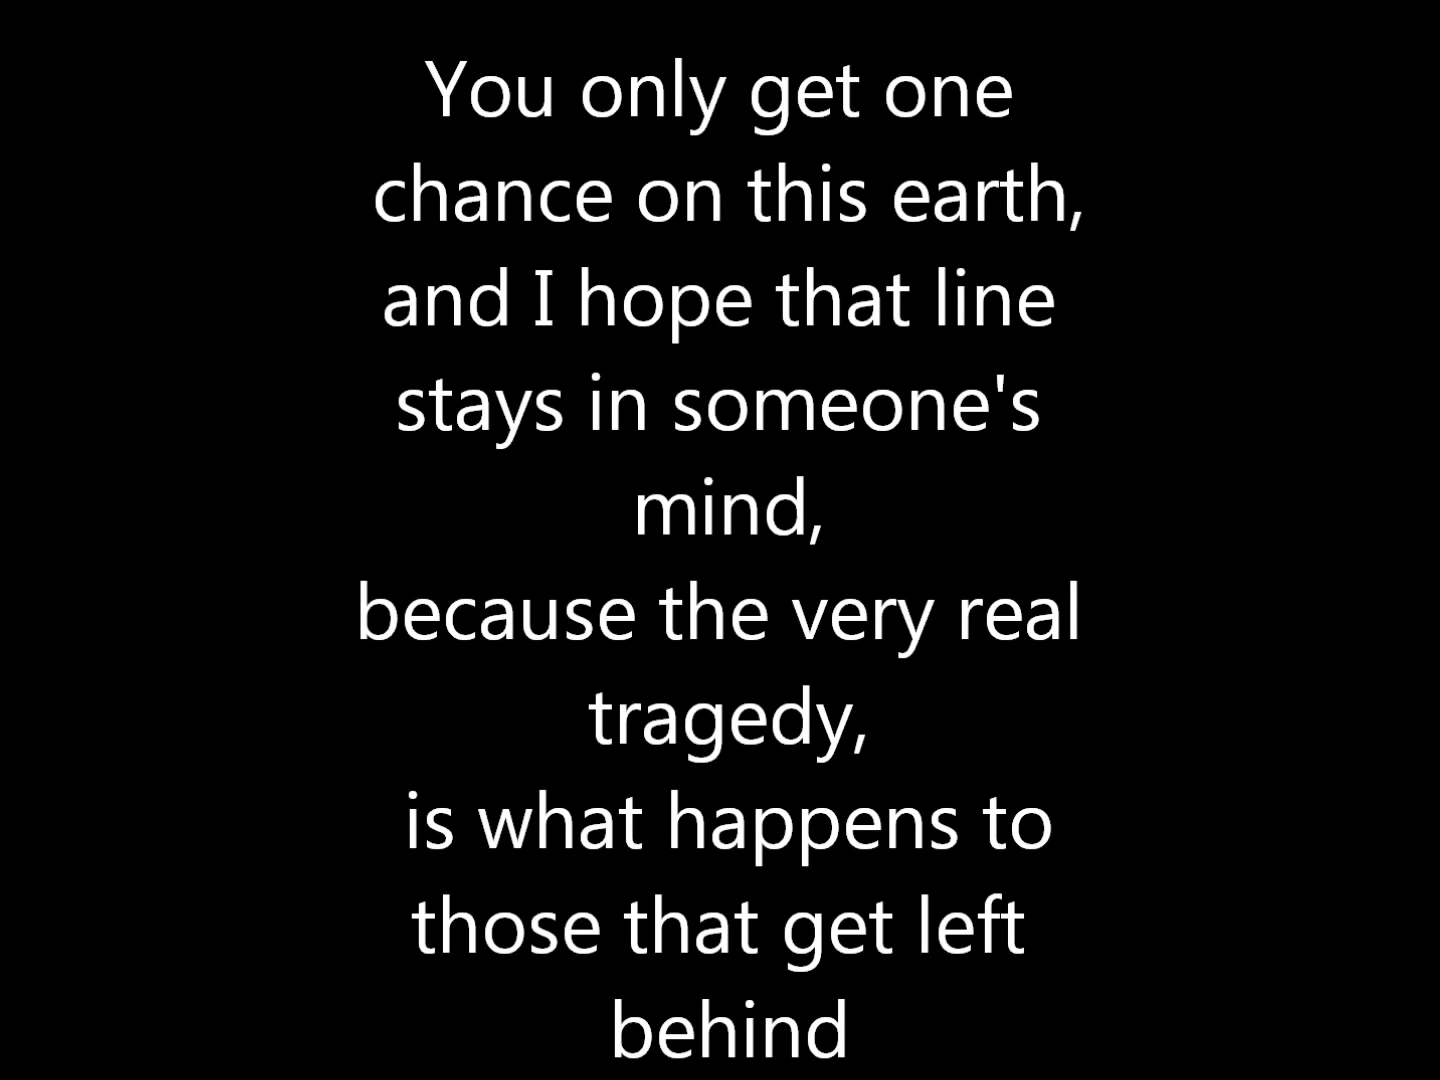 You only get one
chance on this earth,
and I hope that line
stays in someone's
mind,
because the very real
tragedy,
is what happens to
those that get left
behind